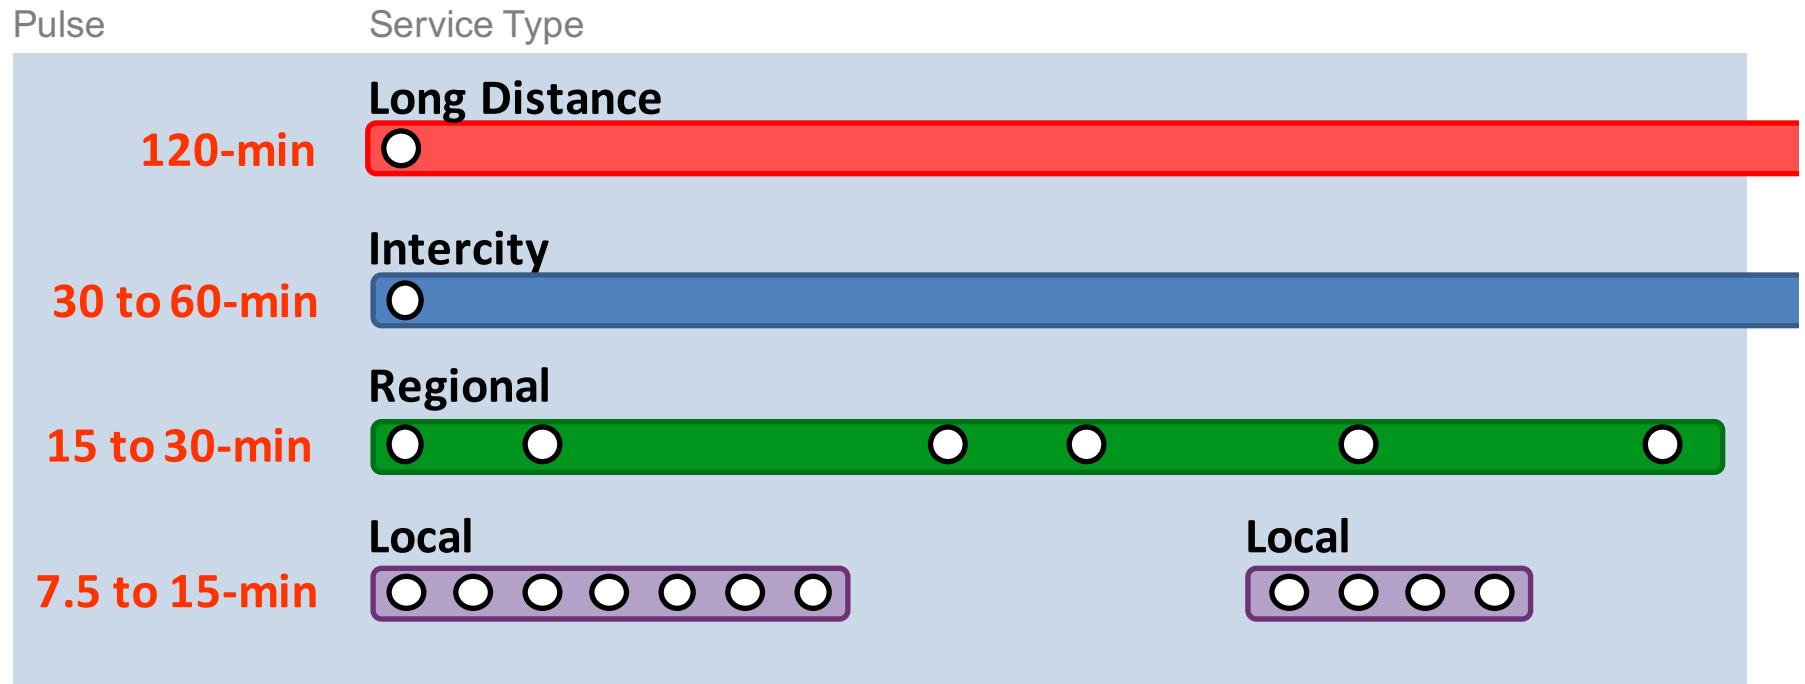 Pulse Service Type
Long Distance
120-min
Intercity
30 to 60-min
Regional
15 to 30-min
Local Local
7.5 to 15-min